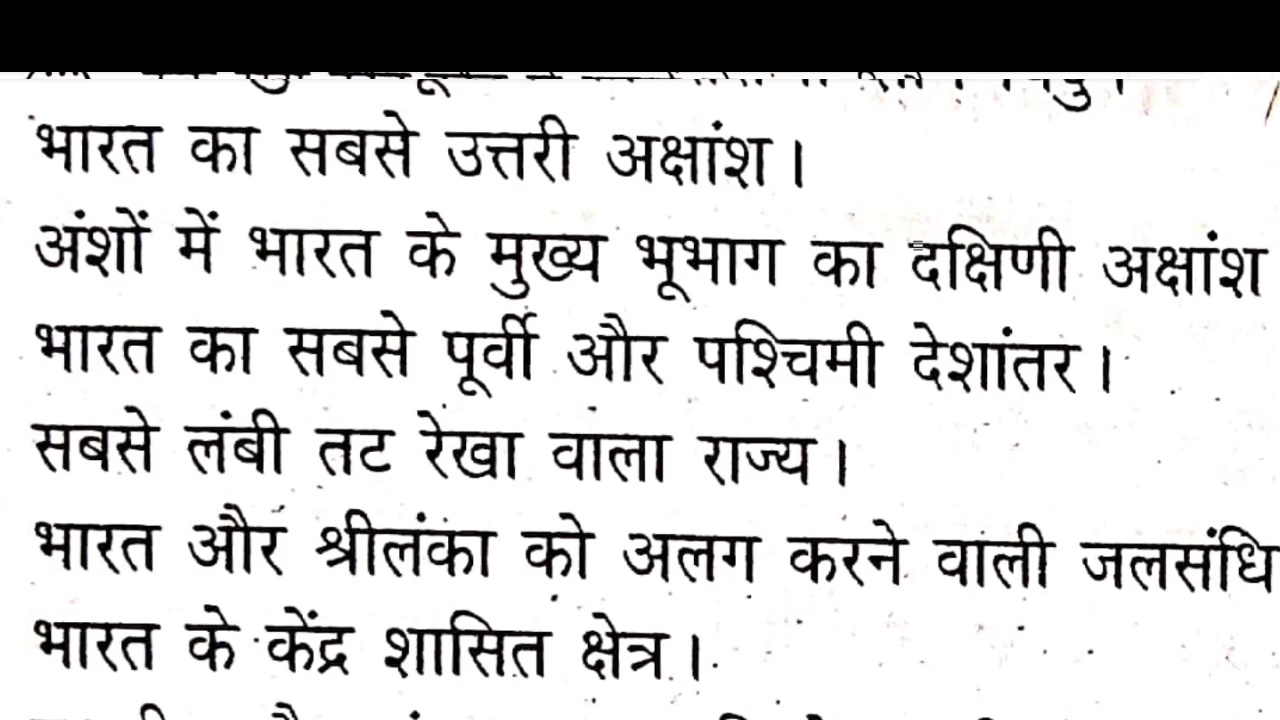 भारत का सबसे उत्तरी अक्षांश।
अंशों में भारत के मुख्य भूभाग का दक्षिणी अक्षांश
भारत का सबसे पूर्वी और पश्चिमी देशांतर।
सबसे लंबी तट रेखा वाला राज्य।
भारत और श्रीलंका को अलग करने वाली जलसंधि
भारत के केंद्र शासित क्षेत्र।